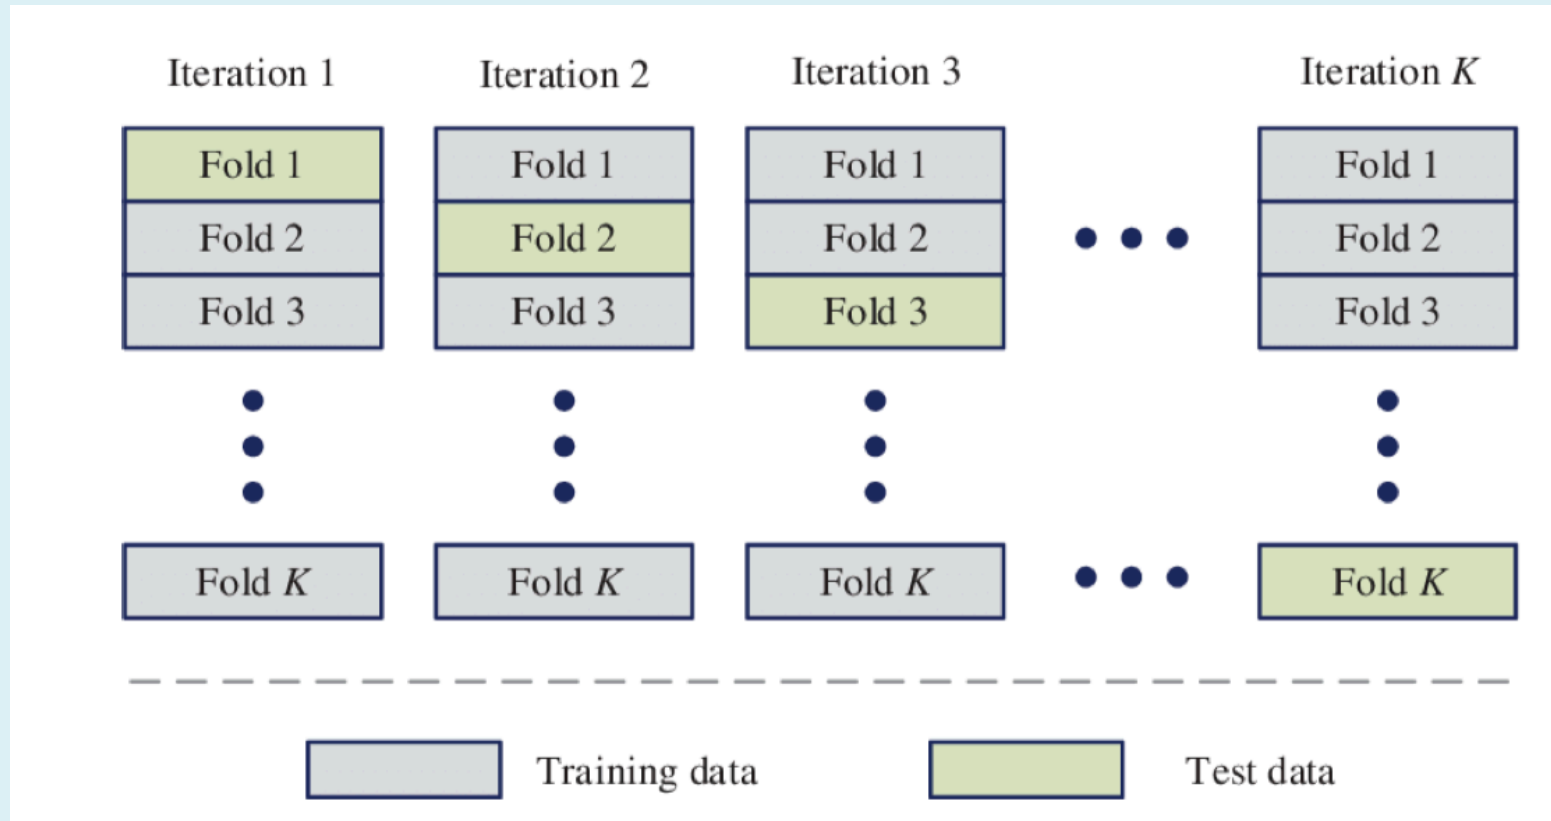 Iteration 1 Iteration 2 Iteration 3 Iteration K
Fold 1 Fold 1 Fold 1 Fold 1
Fold 2 Fold 2 Fold 2 Fold 2
Fold 3 Fold 3 Fold 3 Fold 3
Fold K Fold K Fold K Fold K
Training data Test data